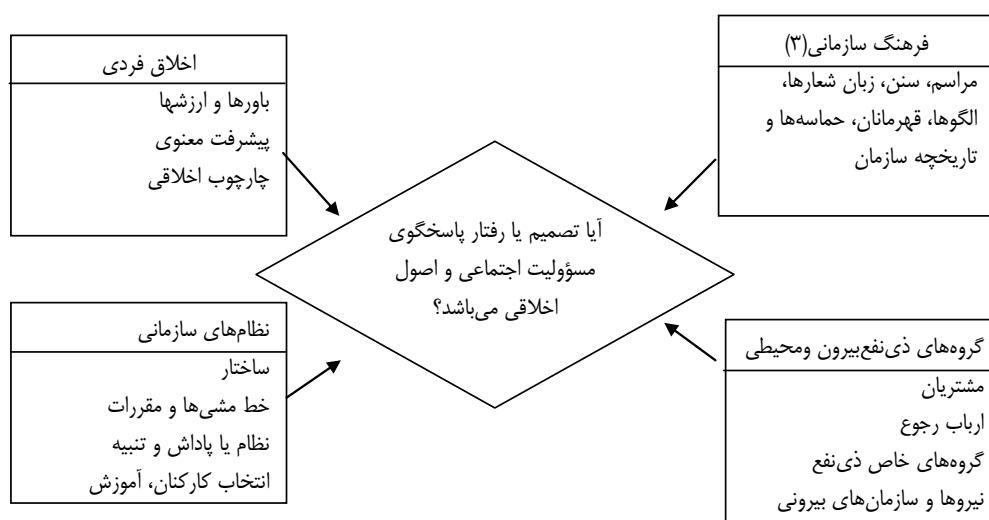 فرهنگ سازمانی(۳)
مراسم، سنن، زبان شعارها،
الگوها، قهرمانان، حماسه‌ها و
تاریخچه سازمان
اخلاق فردی
باورها و ارزشها
پیشرفت معنوی
چارچوب اخلاقی
آیا تصمیم یا رفتار پاسخگوی
مسؤولیت اجتماعی و اصول
اخلاقی می‌باشد؟
گروه‌های ذی‌نفع‌بیرون ومحیطی
مشتریان
ارباب رجوع
گروه‌های خاص ذی‌نفع
نیروها و سازمان‌های بیرونی
نظام‌های سازمانی
ساختار
خط مشی‌ها و مقررات
نظام یا پاداش و تنبیه
انتخاب کارکنان، آموزش